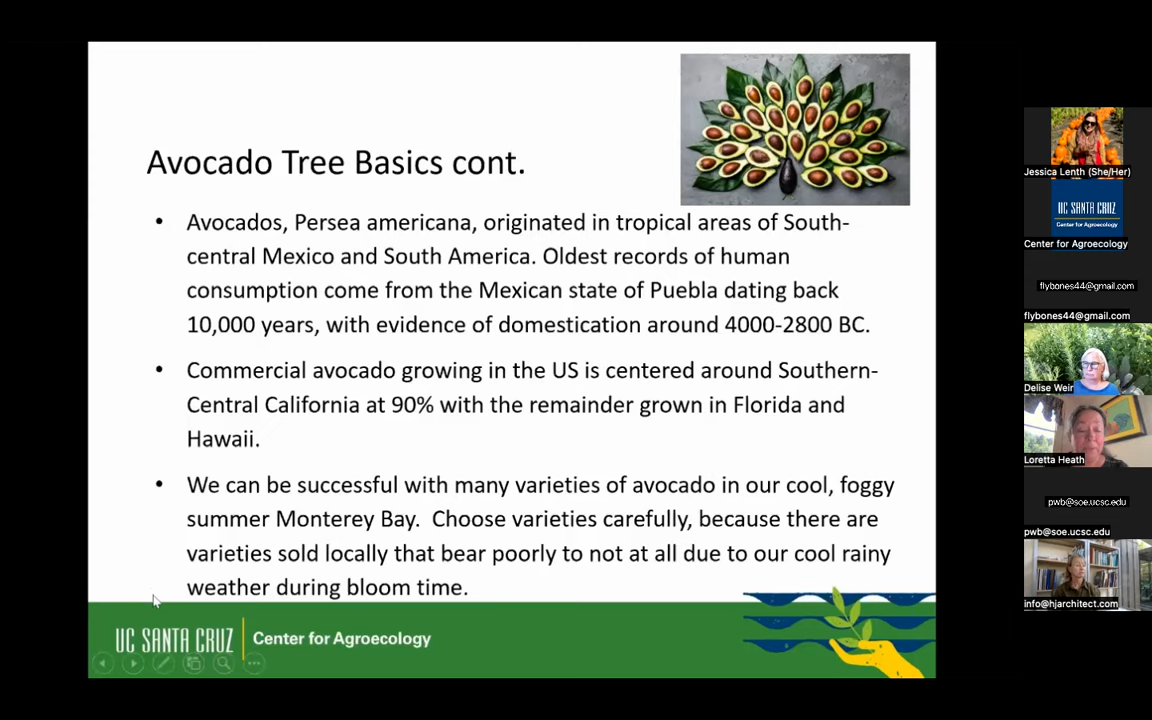 Avocado Tree Basics cont.
• Avocados, Persea americana, originated in tropical areas of South-
central Mexico and South America. Oldest records of human
consumption come from the Mexican state of Puebla dating back
10,000 years, with evidence of domestication around 4000-2800 BC.
• Commercial avocado growing in the US is centered around Southern-
Central California at 90% with the remainder grown in Florida and
Hawaii.
• We can be successful with many varieties of avocado in our cool, foggy
summer Monterey Bay.  Choose varieties carefully, because there are
varieties sold locally that bear poorly to not at all due to our cool rainy
weather during bloom time.
UC SANTA CRUZ
Center for Agroecology
Jessica Lenth (She/Her)
UC SANTA CRUZ
Center for Agroecology
Center for Agroecology
flybones44@gmail.com
flybones44@gmail.com
Delise Weir
Loretta Heath
pwb@soe.ucsc.edu
pwb@soe.ucsc.edu
info@hjarchitect.com